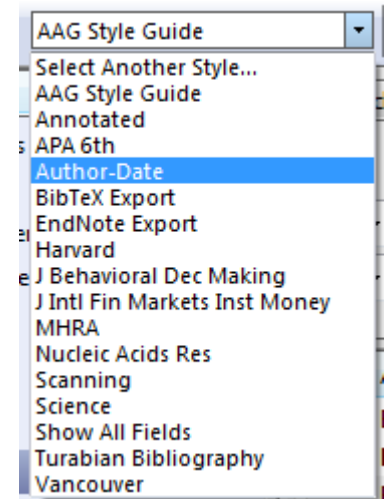 AAG Style Guide
Select Another Style...
AAG Style Guide
Annotated
APA 6th
Author-Date
BibTeX Export
EndNote Export
Harvard
J Behavioral Dec Making
J Intl Fin Markets Inst Money
MHRA
Nucleic Acids Res
Scanning
Science
Show All Fields
Turabian Bibliography
Vancouver